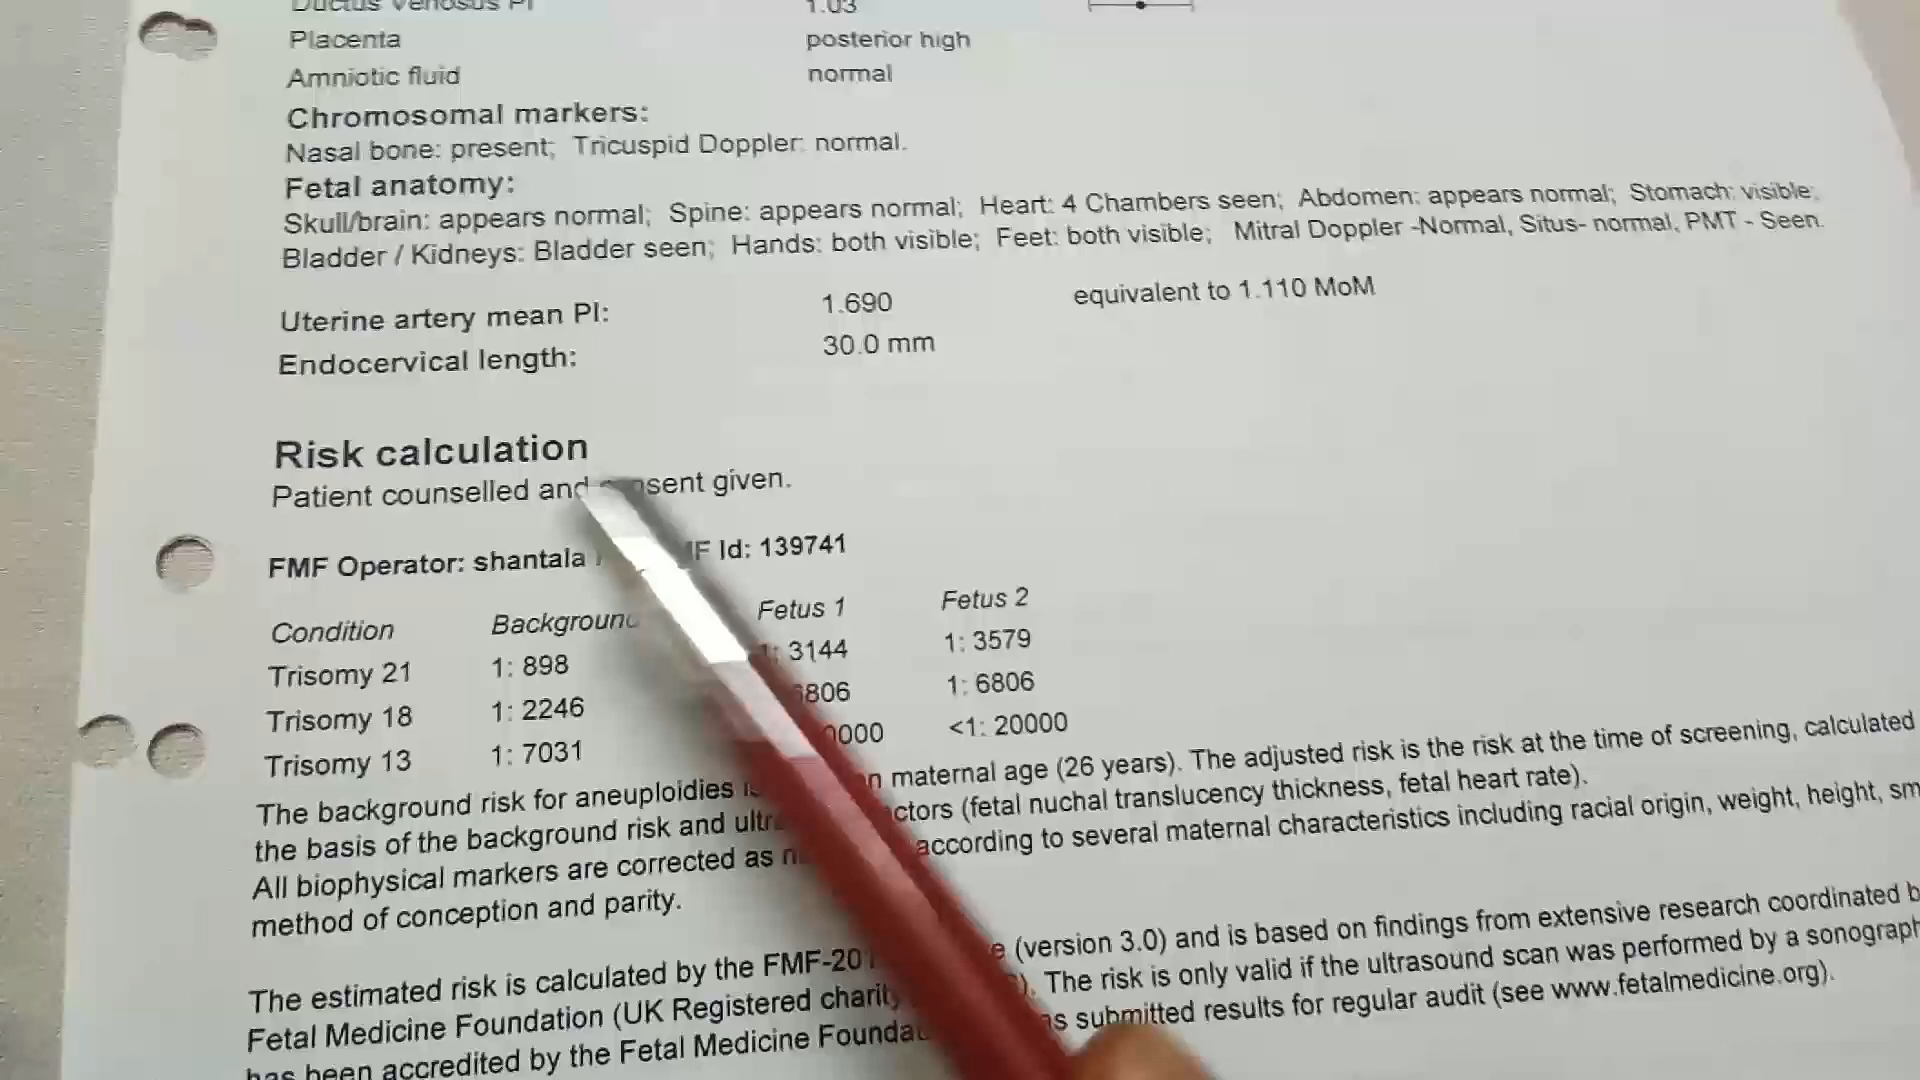 Ductus Venosus PI 1.03
Placenta posterior high
Amniotic fluid normal
Chromosomal markers:
Nasal bone: present; Tricuspid Doppler: normal.
Fetal anatomy:
Skull/brain: appears normal; Spine: appears normal; Heart: 4 Chambers seen; Abdomen: appears normal; Stomach: visible;
Bladder / Kidneys: Bladder seen; Hands: both visible; Feet: both visible; Mitral Doppler -Normal, Situs- normal, PMT - Seen.
Uterine artery mean PI: 1.690 equivalent to 1.110 MoM
Endocervical length: 30.0 mm
Risk calculation
Patient counselled and given.
FMF Operator: shantala Id: 139741
Condition Background Fetus 1 Fetus 2
Trisomy 21 1: 898 1: 3144 1: 3579
Trisomy 18 1: 2246 6806 1: 6806
Trisomy 13 1: 7031 <1: 20000
The background risk for aneuploidies maternal age (26 years). The adjusted risk is the risk at the time of screening, calculated
the basis of the background risk and (fetal nuchal translucency thickness, fetal heart rate).
All biophysical markers are corrected as according to several maternal characteristics including racial origin, weight, height,
method of conception and parity.
The estimated risk is calculated by the (version 3.0) and is based on findings from extensive research coordinated
Fetal Medicine Foundation (UK Registered charity The risk is only valid if the ultrasound scan was performed by a
has been accredited by the Fetal Medicine submitted results for regular audit (see www.fetalmedicine.org).